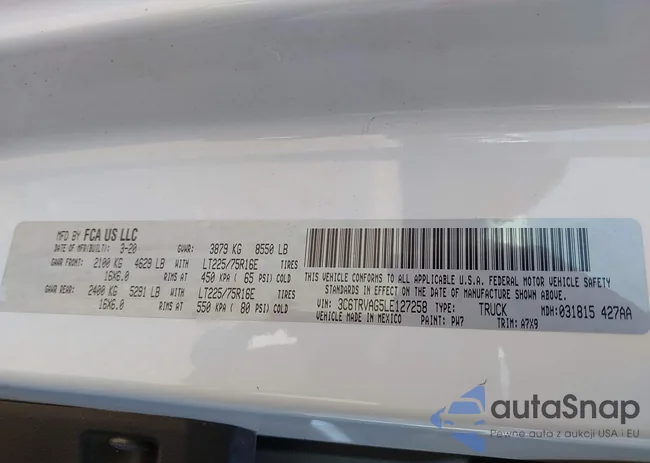 MFD BY FCA US LLC
DATE OF MFR(BUILT): 3-20 GVWR: 3879 KG 8550 LB
GAWR FRONT: 2100 KG 4629 LB WITH LT225/75R16E TIRES
16X6.0 RIMS AT 450 KPA ( 65 PSI) COLD
GAWR REAR: 2400 KG 5291 LB WITH LT225/75R16E TIRES
16X6.0 RIMS AT 550 KPA ( 80 PSI) COLD
THIS VEHICLE CONFORMS TO ALL APPLICABLE U.S.A. FEDERAL MOTOR VEHICLE SAFETY
STANDARDS IN EFFECT ON THE DATE OF MANUFACTURE SHOWN ABOVE.
VIN: 3C6TRVAG5LE127258 TYPE: TRUCK MDH: 031815 427AA
VEHICLE MADE IN MEXICO PAINT: PW7 TRIM: A7X9
autaSnap
Pewne auta z aukcji USA i EU